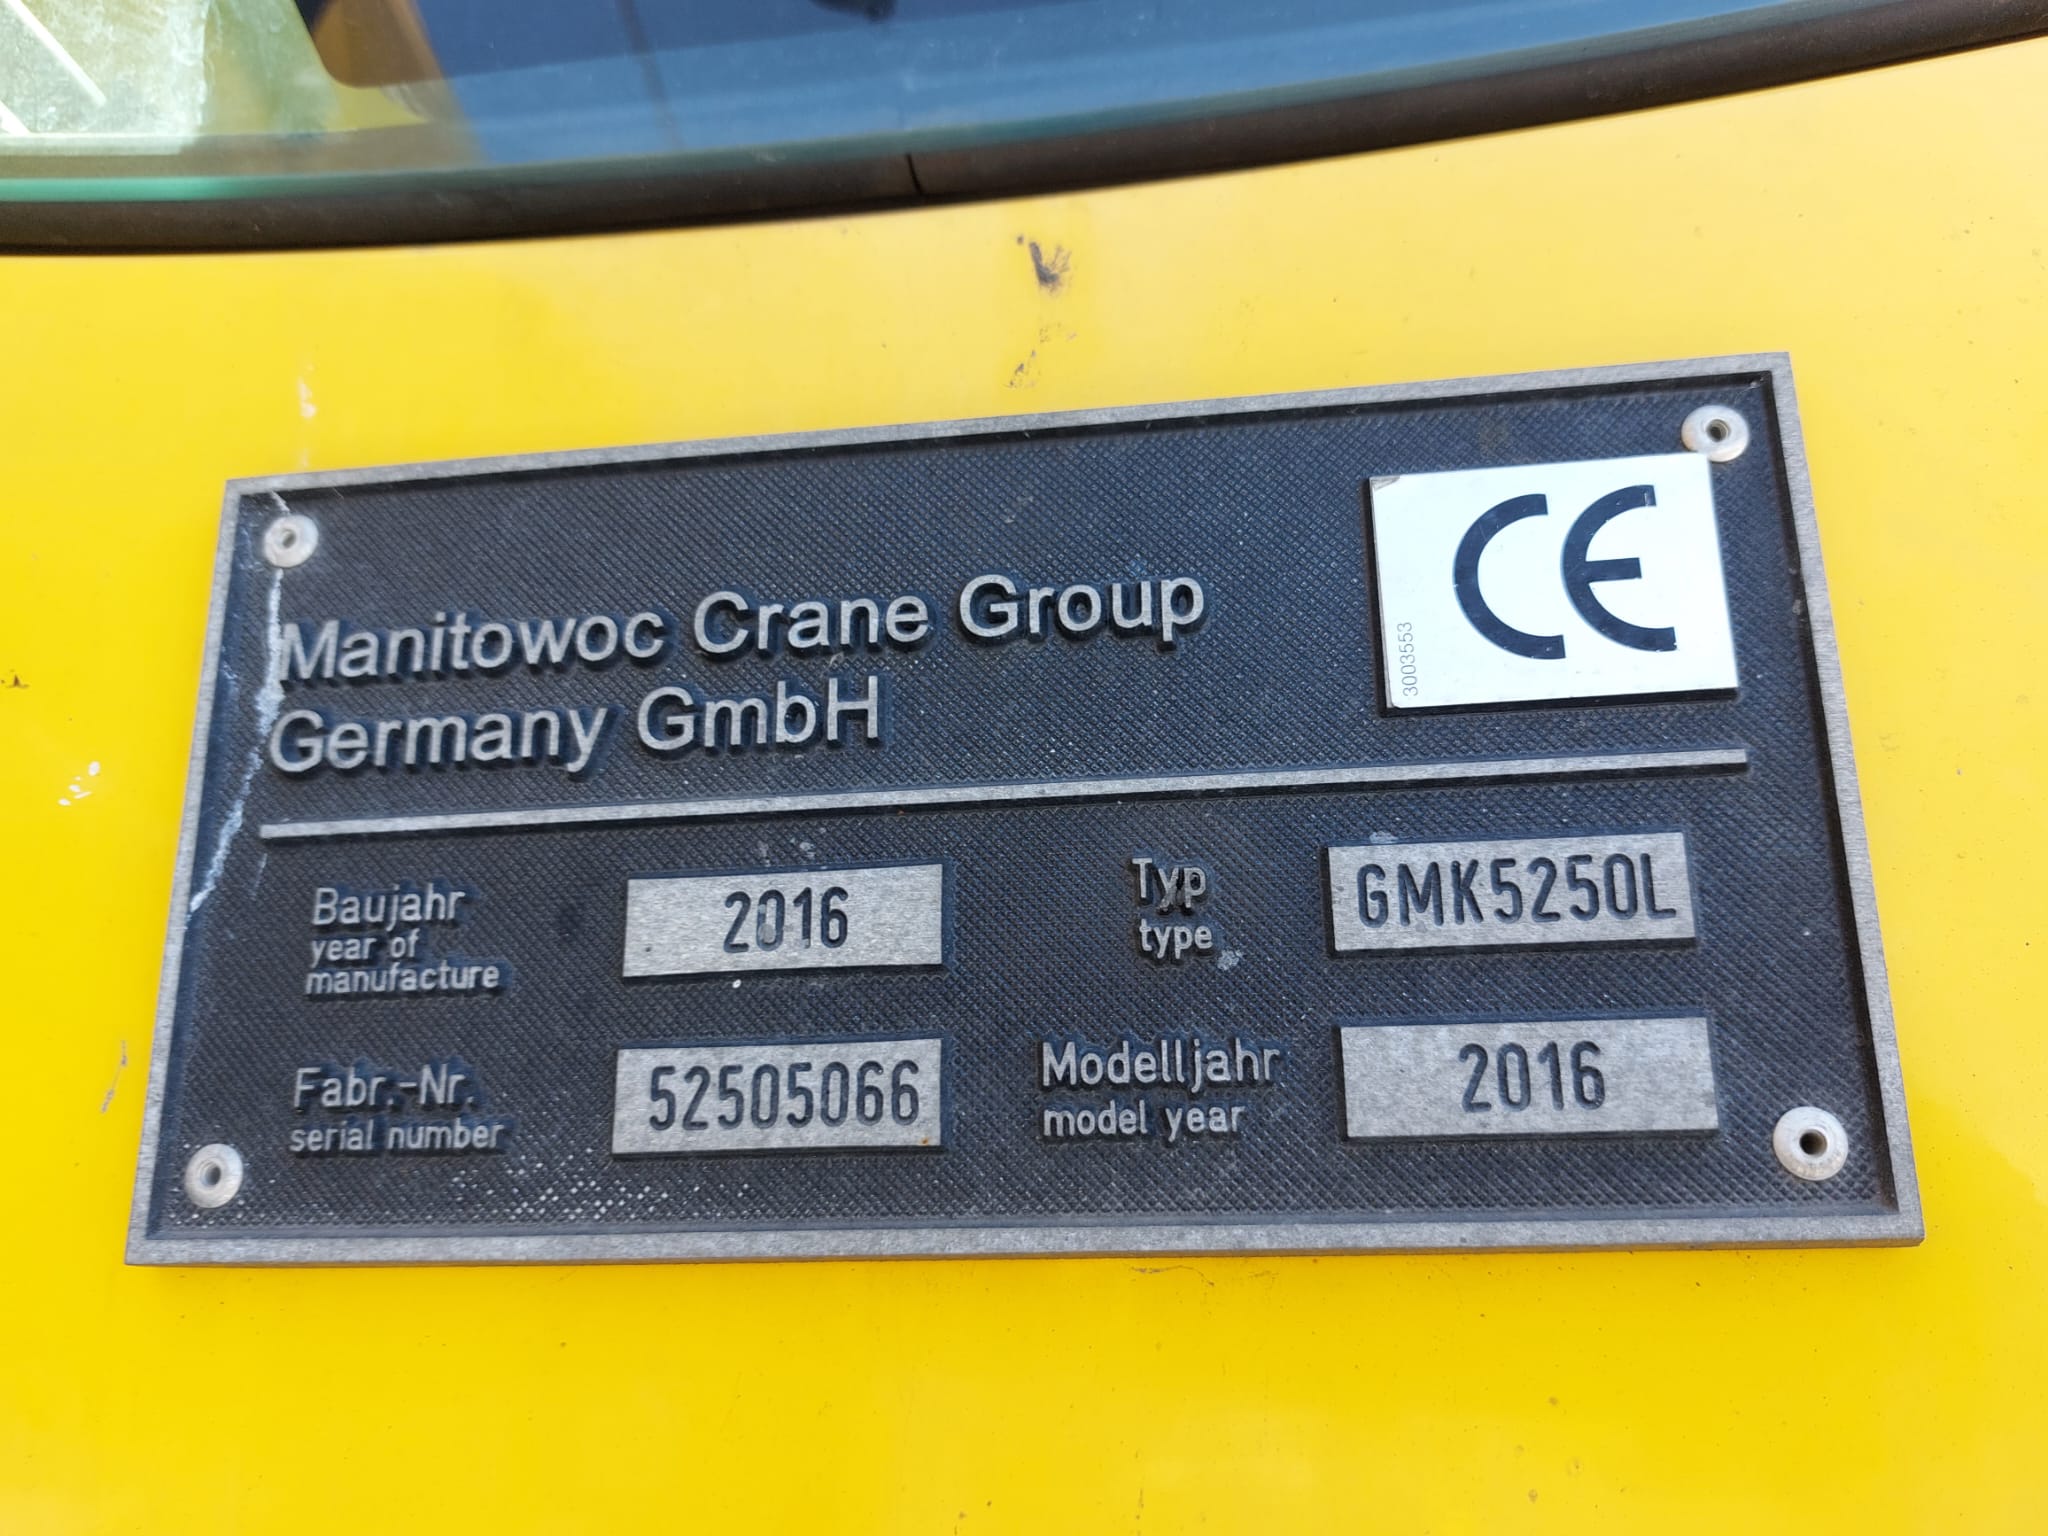 Manitowoc Crane Group
Germany GmbH
CE
3003553
Baujahr
year of
manufacture
2016
Typ
type
GMK5250L
Fabr.-Nr.
serial number
52505066
Modelljahr
model year
2016